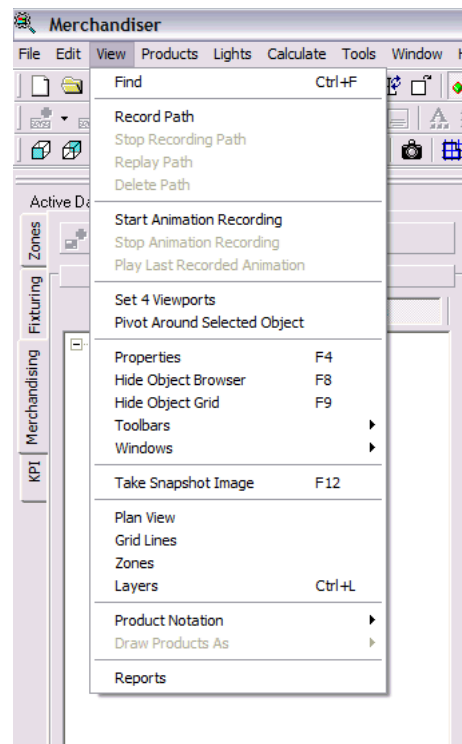 Merchandiser
File Edit View Products Lights Calculate Tools Window
Find Ctrl+F
Record Path
Stop Recording Path
Replay Path
Delete Path
Active Da
Start Animation Recording
Stop Animation Recording
Play Last Recorded Animation
Set 4 Viewports
Pivot Around Selected Object
Properties F4
Hide Object Browser F8
Hide Object Grid F9
Toolbars
Windows
Take Snapshot Image F12
Plan View
Grid Lines
Zones
Layers Ctrl+L
Product Notation
Draw Products As
Reports
Zones
Fixturing
Merchandising
KPI